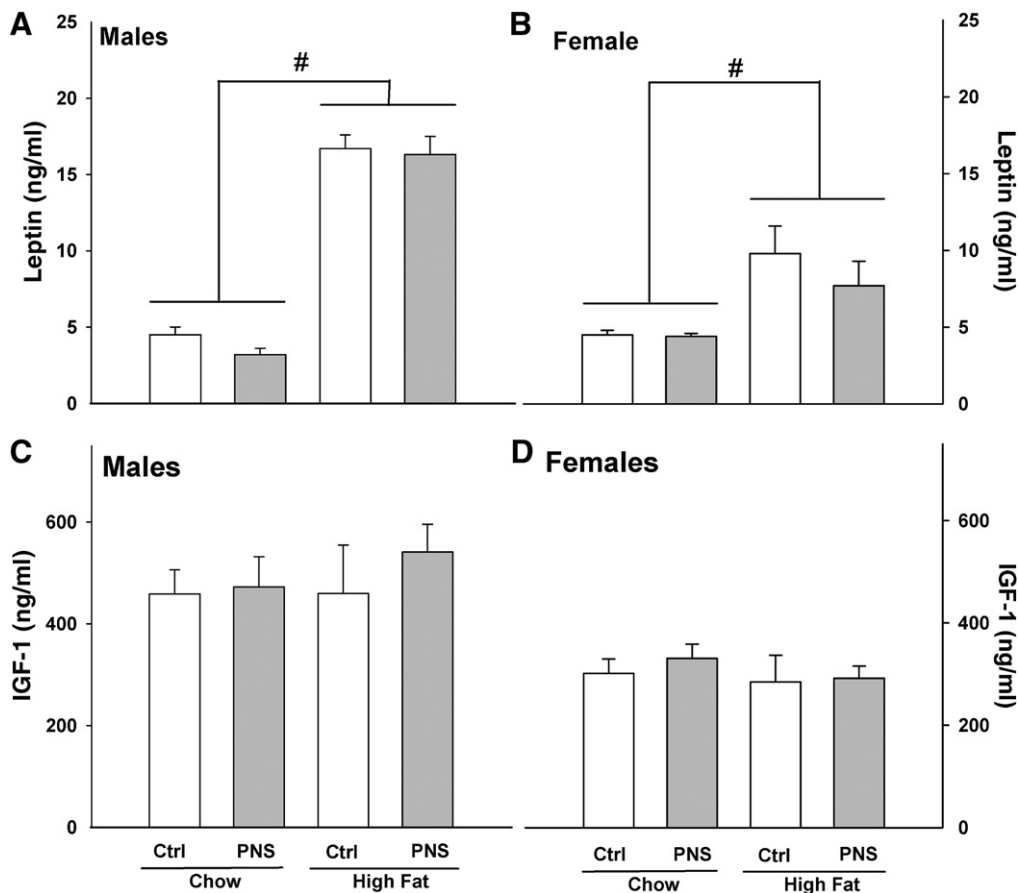 A
Males
25
20
15
10
5
0
Leptin (ng/ml)
#
B
Female
25
20
15
10
5
0
Leptin (ng/ml)
#
C
Males
600
400
200
0
IGF-1 (ng/ml)
Ctrl PNS Ctrl PNS
Chow High Fat
D
Females
600
400
200
0
IGF-1 (ng/ml)
Ctrl PNS Ctrl PNS
Chow High Fat